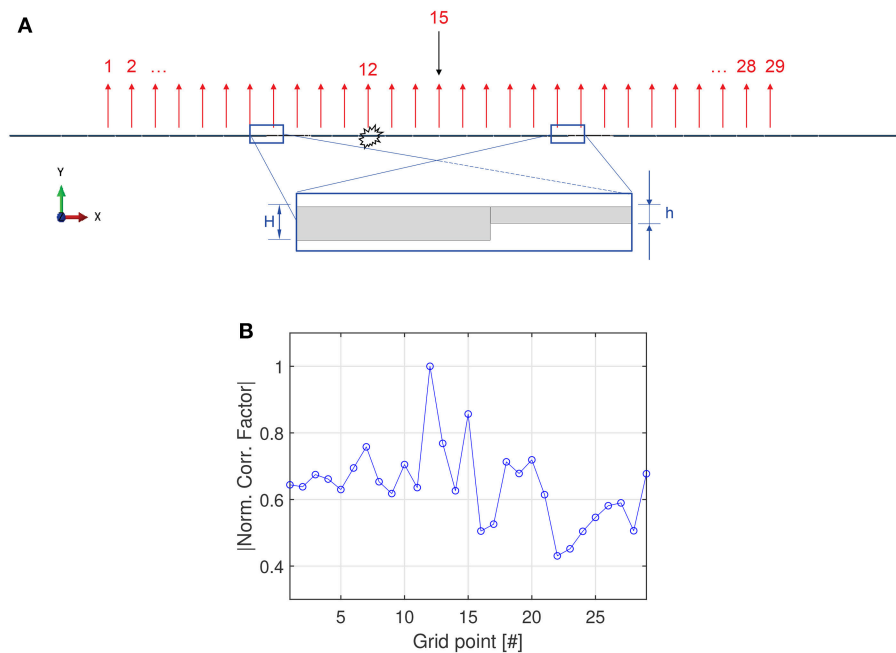 A
15
1 2 ... 12 ... 28 29
Y
Z X
H
h
B
|Norm. Corr. Factor|
1
0.8
0.6
0.4
5 10 15 20 25
Grid point [#]